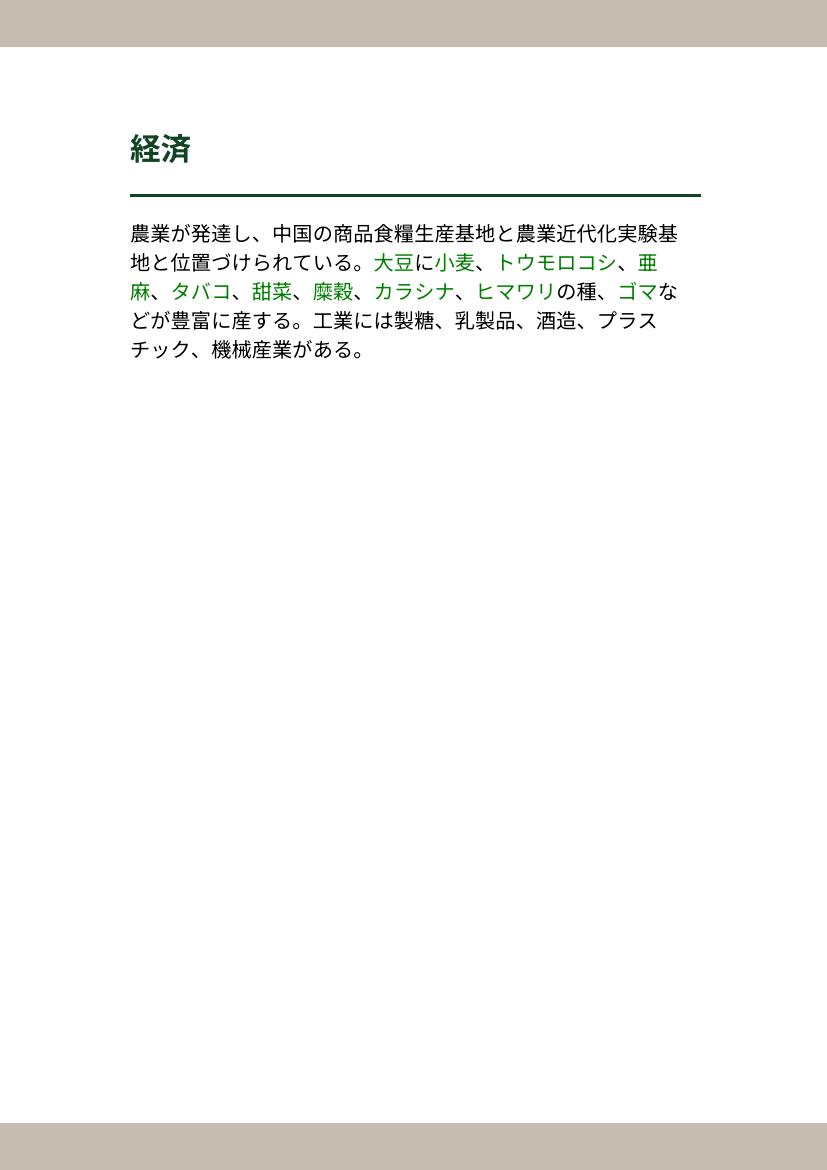 経済
農業が発達し、中国の商品食糧生産基地と農業近代化実験基
地と位置づけられている。大豆に小麦、トウモロコシ、亜
麻、タバコ、甜菜、糜穀、カラシナ、ヒマワリの種、ゴマな
どが豊富に産する。工業には製糖、乳製品、酒造、プラス
チック、機械産業がある。